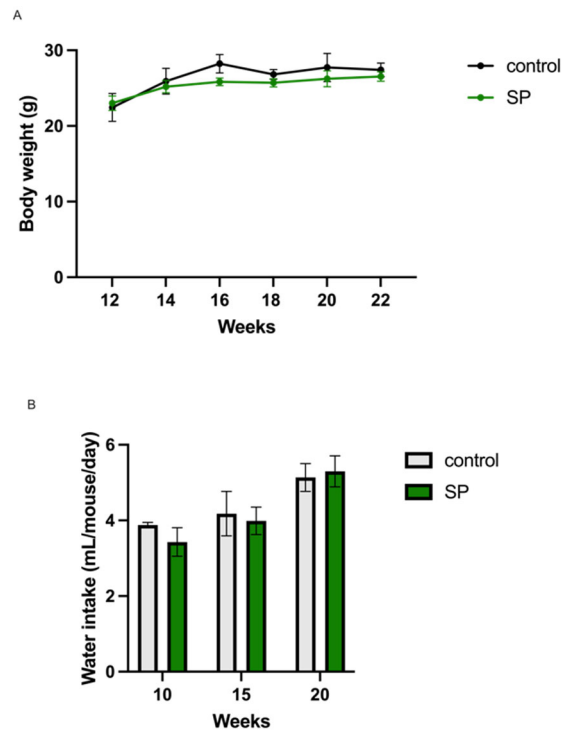 A
30
20
10
0
Body weight (g)
12 14 16 18 20 22
Weeks
control
SP
B
6
4
2
0
Water intake (mL/mouse/day)
10 15 20
Weeks
control
SP